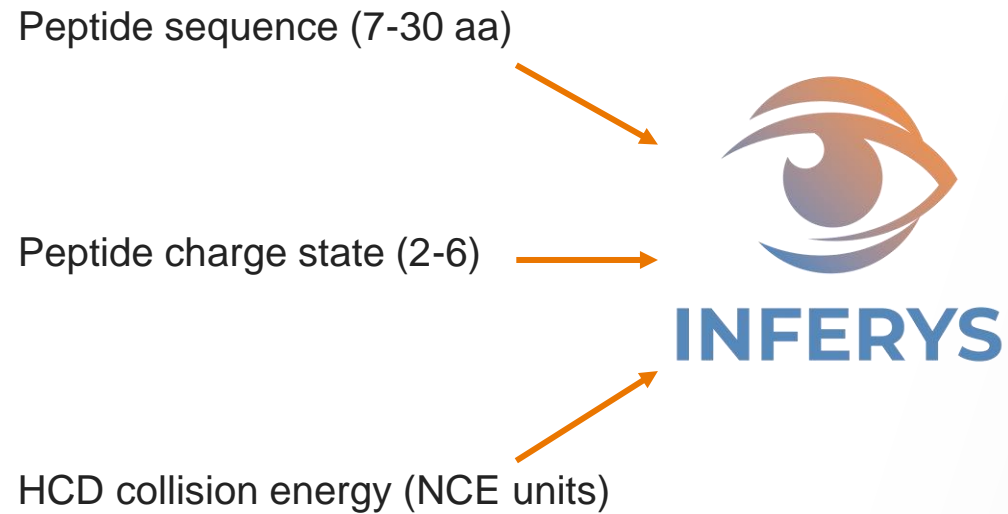 Peptide sequence (7-30 aa)
Peptide charge state (2-6)
INFERYS
HCD collision energy (NCE units)